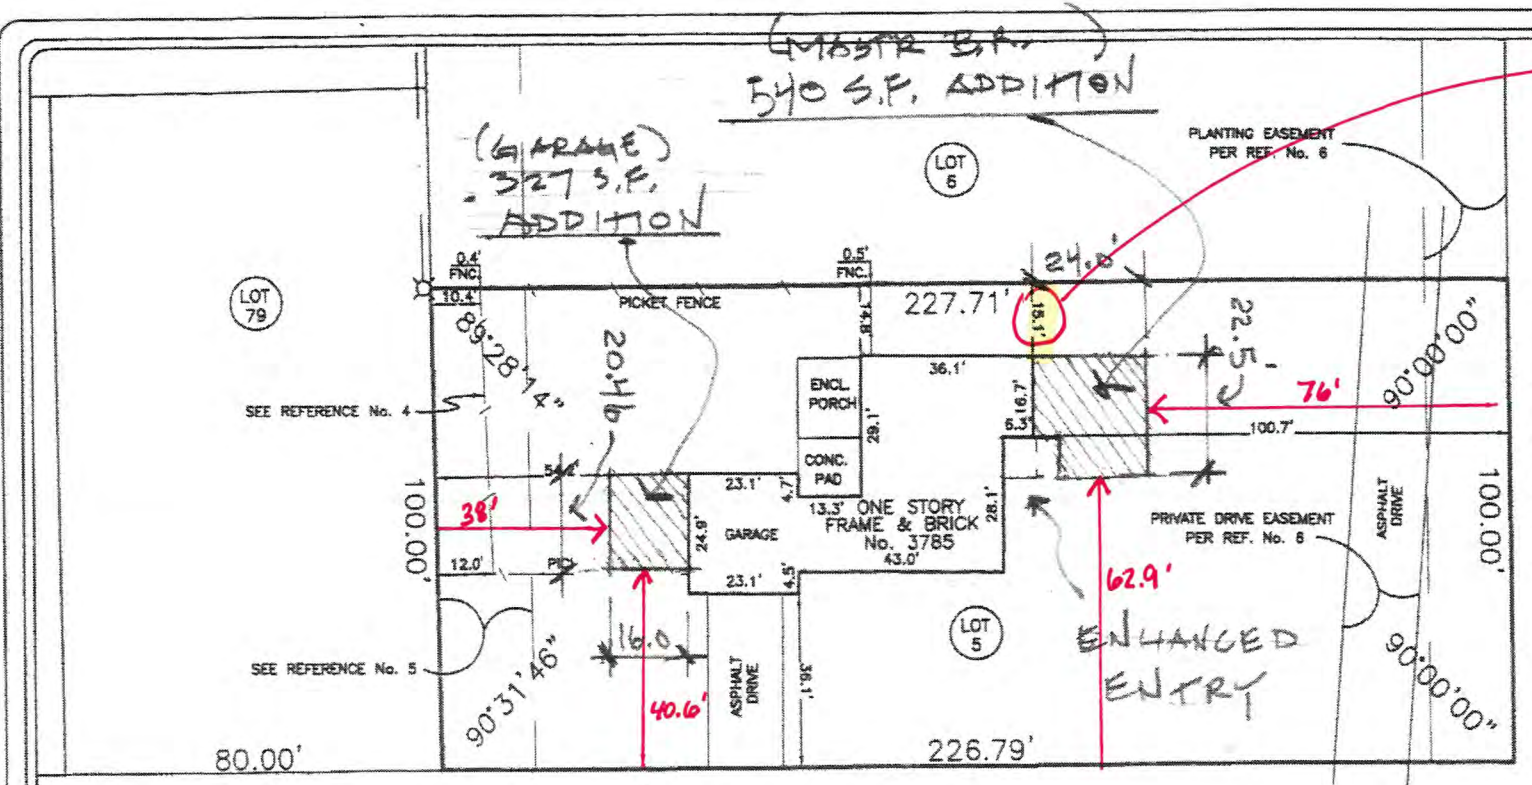 (MASTR B.R.)
540 S.F. ADDITION
(GARAGE)
327 S.F.
ADDITION
LOT
6
PLANTING EASEMENT
PER REF. No. 6
0.4'
FNC.
10.4'
0.5'
FNC.
24.0'
LOT
79
PICKET FENCE
227.71'
14.8'
15.1'
22.5'
90°00'00"
89°28'14"
20.46
SEE REFERENCE No. 4
ENCL.
PORCH
36.1'
16.7'
76'
29.1'
6.3'
100.7'
CONC.
PAD
100.00'
38'
23.1'
4.7'
13.3'
ONE STORY
FRAME & BRICK
No. 3785
43.0'
28.1'
24.9'
GARAGE
PRIVATE DRIVE EASEMENT
PER REF. No. 6
ASPHALT
DRIVE
100.00'
12.0'
23.1'
4.5'
62.9'
LOT
5
ENHANCED
ENTRY
SEE REFERENCE No. 5
90°31'46"
16.0
40.6'
ASPHALT
DRIVE
36.1'
90°00'00"
80.00'
226.79'